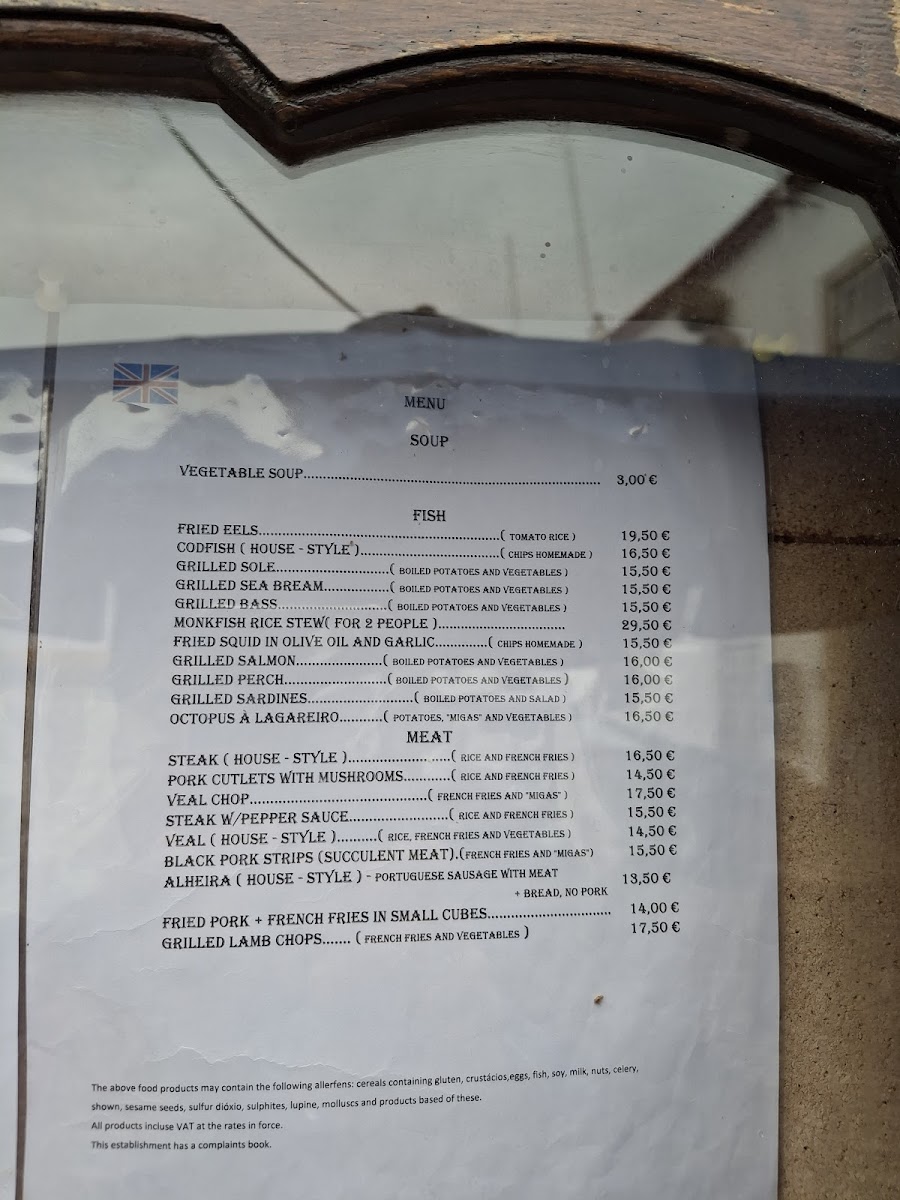 MENU
SOUP
VEGETABLE SOUP................................................................ 3,00 €
FISH
FRIED EELS....................................................( TOMATO RICE ) 19,50 €
CODFISH ( HOUSE - STYLE )..............................( CHIPS HOMEMADE ) 16,50 €
GRILLED SOLE.........................( BOILED POTATOES AND VEGETABLES ) 15,50 €
GRILLED SEA BREAM..............( BOILED POTATOES AND VEGETABLES ) 15,50 €
GRILLED BASS........................( BOILED POTATOES AND VEGETABLES ) 15,50 €
MONKFISH RICE STEW( FOR 2 PEOPLE )............................ 29,50 €
FRIED SQUID IN OLIVE OIL AND GARLIC.............( CHIPS HOMEMADE ) 15,50 €
GRILLED SALMON.......................( BOILED POTATOES AND VEGETABLES ) 16,00 €
GRILLED PERCH...........................( BOILED POTATOES AND VEGETABLES ) 16,00 €
GRILLED SARDINES............................( BOILED POTATOES AND SALAD ) 15,50 €
OCTOPUS À LAGAREIRO..........( POTATOES, "MIGAS" AND VEGETABLES ) 16,50 €
MEAT
STEAK ( HOUSE - STYLE )..................... .....( RICE AND FRENCH FRIES ) 16,50 €
PORK CUTLETS WITH MUSHROOMS...........( RICE AND FRENCH FRIES ) 14,50 €
VEAL CHOP..........................................( FRENCH FRIES AND "MIGAS" ) 17,50 €
STEAK W/PEPPER SAUCE........................( RICE AND FRENCH FRIES ) 15,50 €
VEAL ( HOUSE - STYLE )..........( RICE, FRENCH FRIES AND VEGETABLES ) 14,50 €
BLACK PORK STRIPS (SUCCULENT MEAT).(FRENCH FRIES AND "MIGAS") 15,50 €
ALHEIRA ( HOUSE - STYLE ) - PORTUGUESE SAUSAGE WITH MEAT 13,50 €
+ BREAD, NO PORK
FRIED PORK + FRENCH FRIES IN SMALL CUBES............................... 14,00 €
GRILLED LAMB CHOPS....... ( FRENCH FRIES AND VEGETABLES ) 17,50 €
The above food products may contain the following allerfens: cereals containing gluten, crustácios,eggs, fish, soy, milk, nuts, celery,
shown, sesame seeds, sulfur dióxio, sulphites, lupine, molluscs and products based of these.
All products incluse VAT at the rates in force.
This establishment has a complaints book.